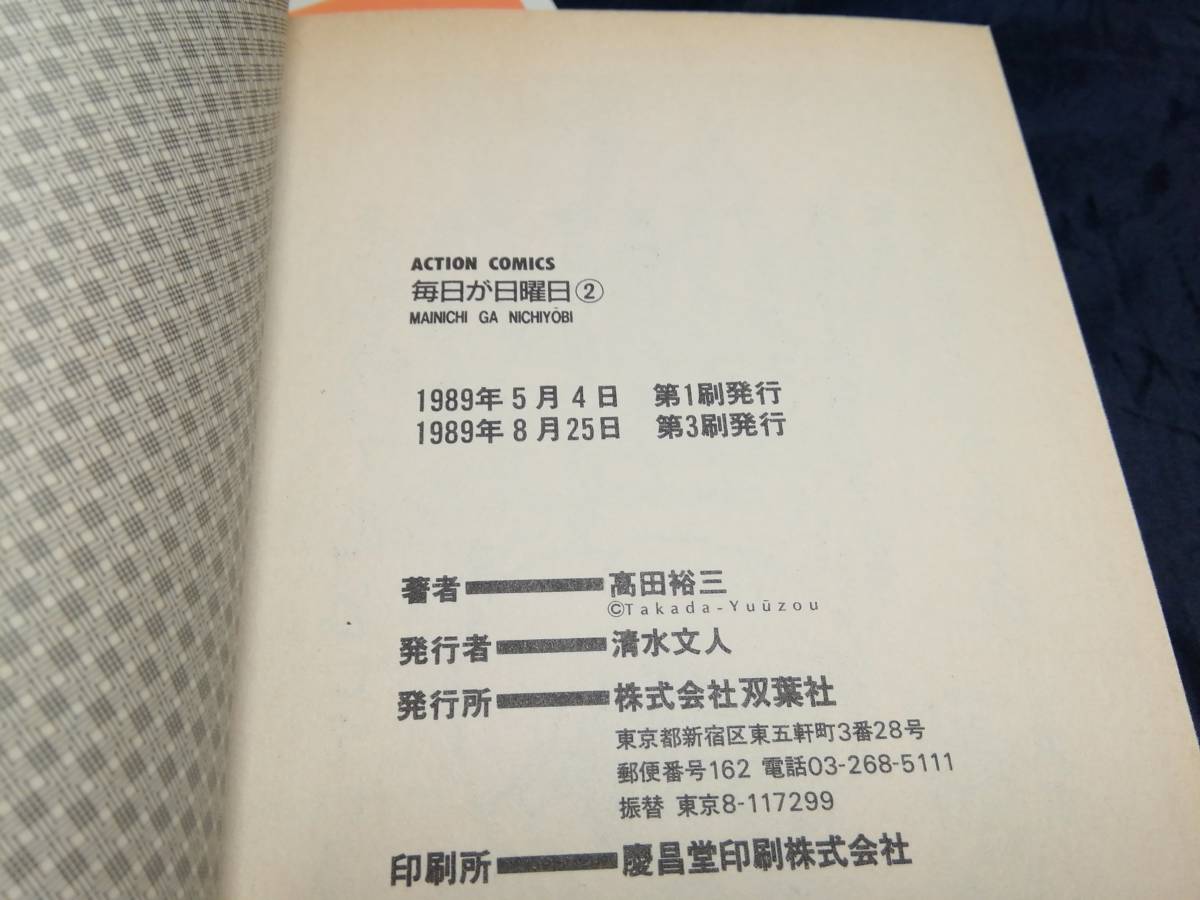 ACTION COMICS
毎日が日曜日②
MAINICHI GA NICHIYŌBI
1989年5月4日 第1刷発行
1989年8月25日 第3刷発行
著者 髙田裕三
©Takada-Yuūzou
発行者 清水文人
発行所 株式会社双葉社
東京都新宿区東五軒町3番28号
郵便番号162 電話03-268-5111
振替 東京8-117299
印刷所 慶昌堂印刷株式会社